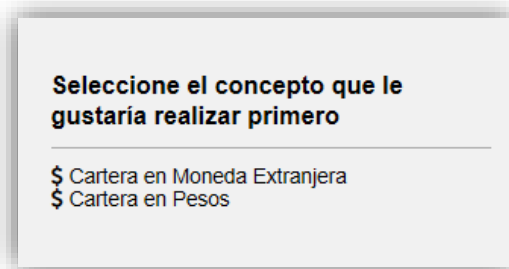 Seleccione el concepto que le
gustaría realizar primero
$ Cartera en Moneda Extranjera
$ Cartera en Pesos